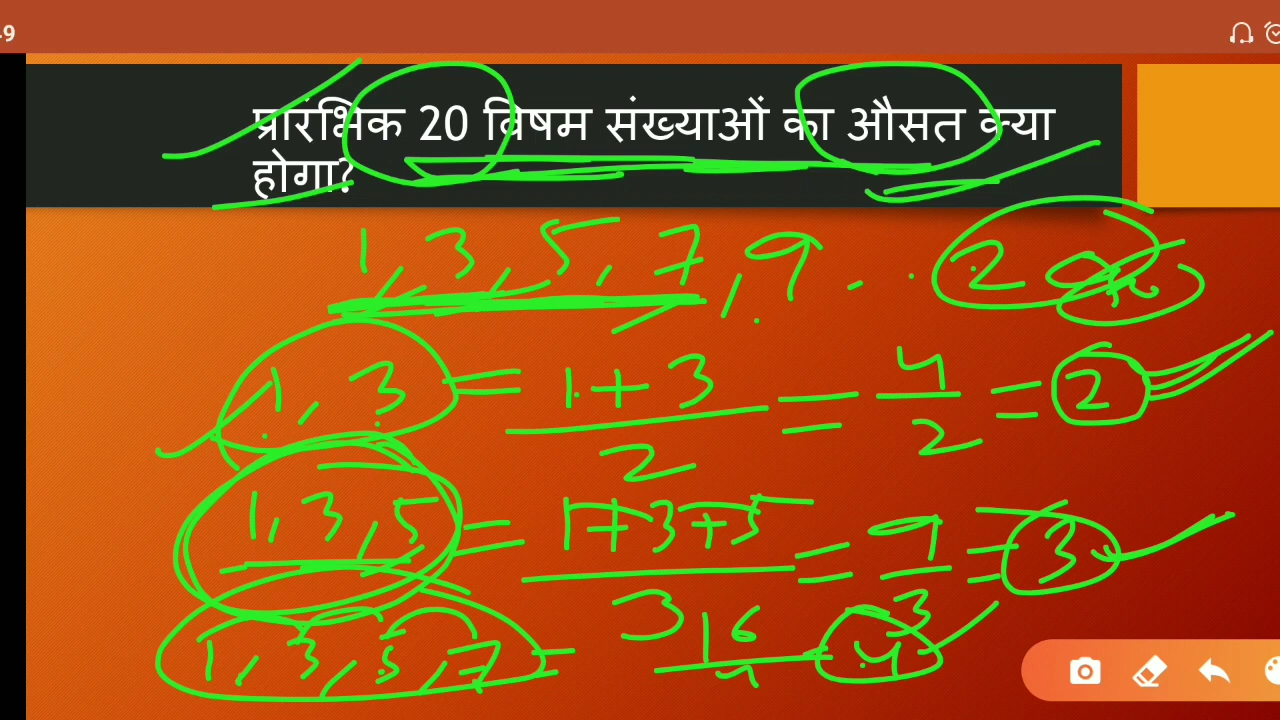 49
प्रारंभिक 20 विषम संख्याओं का औसत क्या
होगा?
1, 3, 5, 7, 9 . . 20
1, 3 = 1+3 / 2 = 4 / 2 = 2
1, 3, 5 = 1+3+5 / 3 = 9 / 3 = 3
1, 3, 5, 7 = 16 / 4 = 4